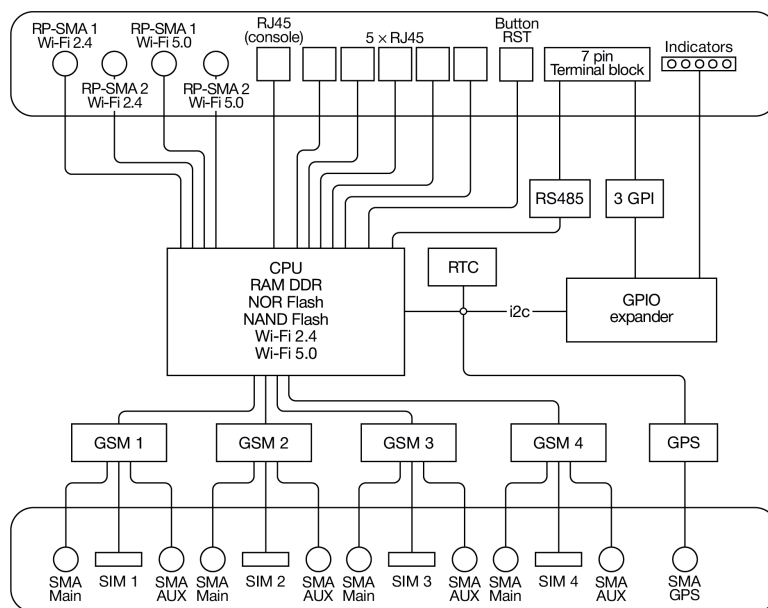 RP-SMA 1
Wi-Fi 2.4
RP-SMA 1
Wi-Fi 5.0
RJ45
(console)
5 × RJ45
Button
RST
7 pin
Terminal block
Indicators
RP-SMA 2
Wi-Fi 2.4
RP-SMA 2
Wi-Fi 5.0
RS485
3 GPI
CPU
RAM DDR
NOR Flash
NAND Flash
Wi-Fi 2.4
Wi-Fi 5.0
RTC
i2c
GPIO
expander
GSM 1
GSM 2
GSM 3
GSM 4
GPS
SMA
Main
SIM 1
SMA
AUX
SMA
Main
SIM 2
SMA
AUX
SMA
Main
SIM 3
SMA
AUX
SMA
Main
SIM 4
SMA
AUX
SMA
GPS